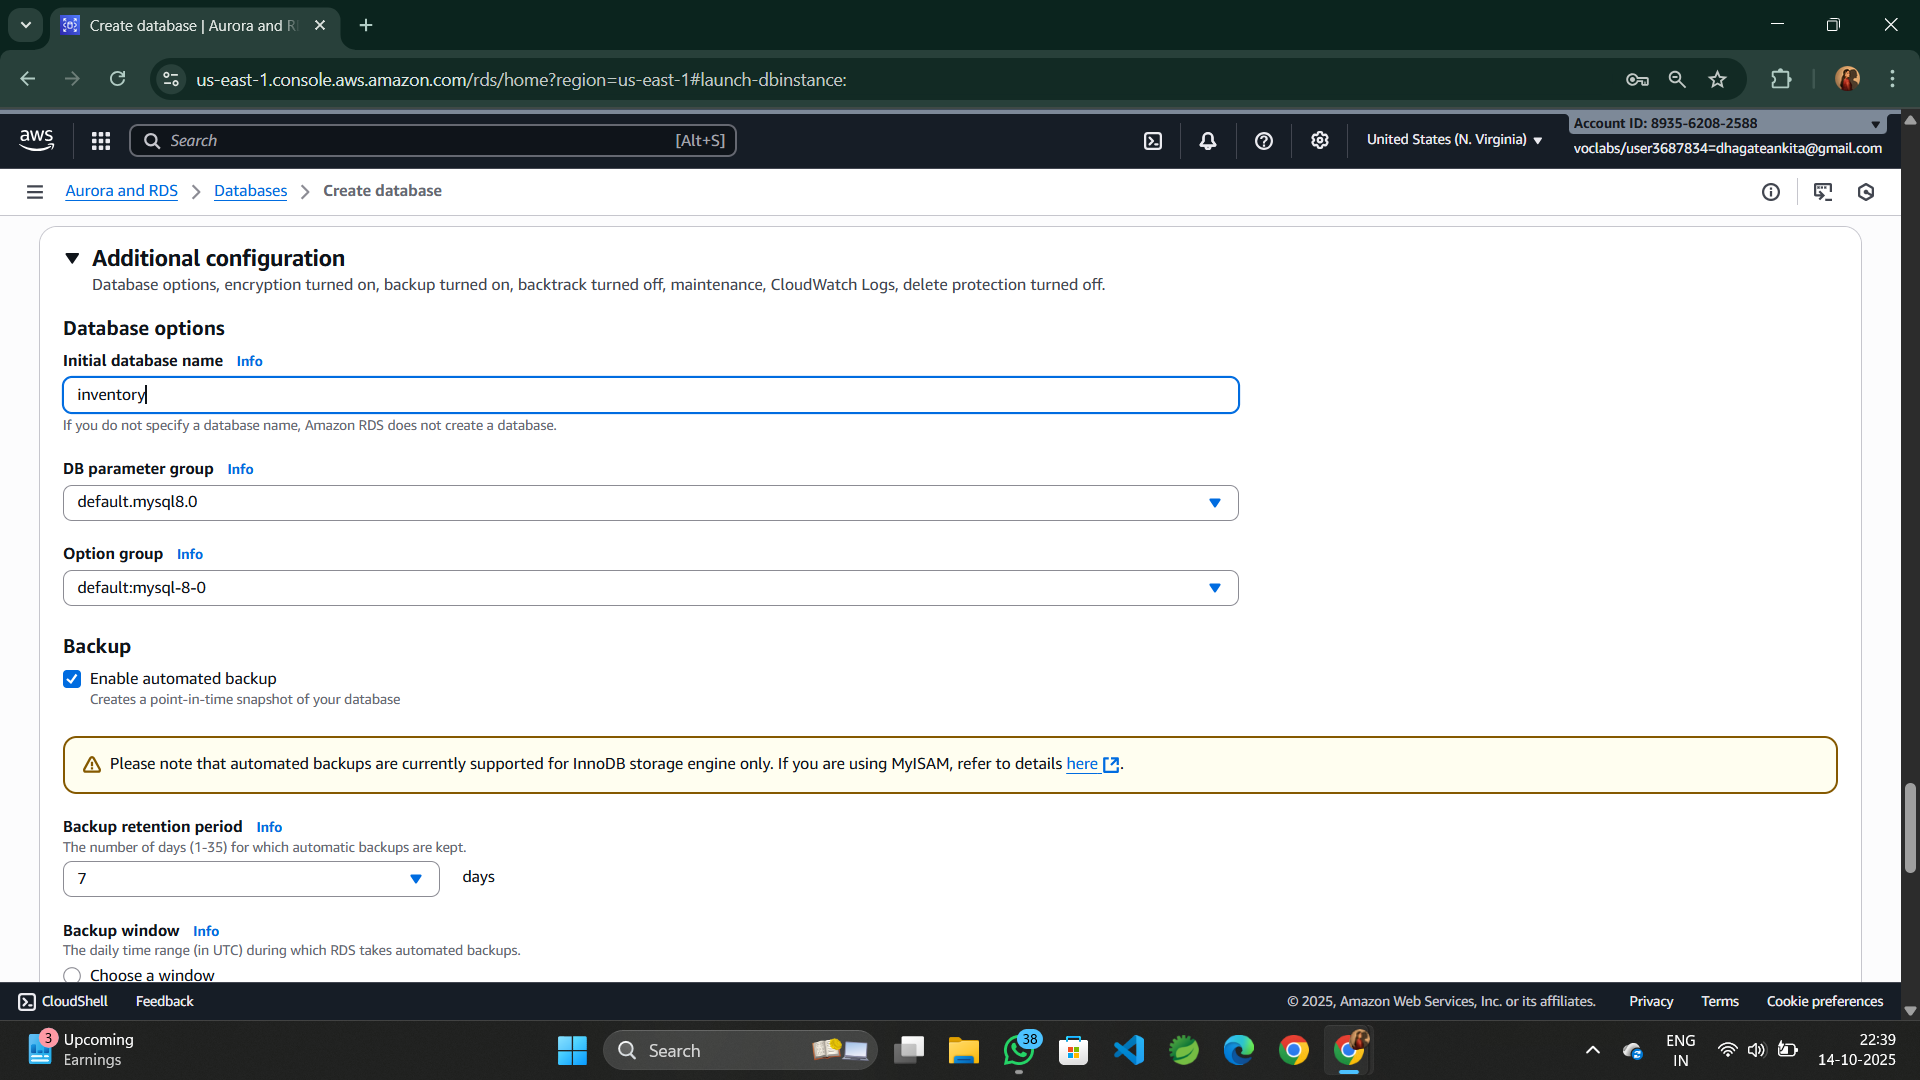 Create database | Aurora and R
us-east-1.console.aws.amazon.com/rds/home?region=us-east-1#launch-dbinstance:
aws
Search
[Alt+S]
United States (N. Virginia)
Account ID: 8935-6208-2588
voclabs/user3687834=dhagateankita@gmail.com
Aurora and RDS
Databases
Create database
Additional configuration
Database options, encryption turned on, backup turned on, backtrack turned off, maintenance, CloudWatch Logs, delete protection turned off.
Database options
Initial database name Info
inventory
If you do not specify a database name, Amazon RDS does not create a database.
DB parameter group Info
default.mysql8.0
Option group Info
default:mysql-8-0
Backup
Enable automated backup
Creates a point-in-time snapshot of your database
Please note that automated backups are currently supported for InnoDB storage engine only. If you are using MyISAM, refer to details here.
Backup retention period Info
The number of days (1-35) for which automatic backups are kept.
7 days
Backup window Info
The daily time range (in UTC) during which RDS takes automated backups.
Choose a window
CloudShell
Feedback
© 2025, Amazon Web Services, Inc. or its affiliates.
Privacy
Terms
Cookie preferences
3
Upcoming
Earnings
Search
38
ENG
IN
22:39
14-10-2025